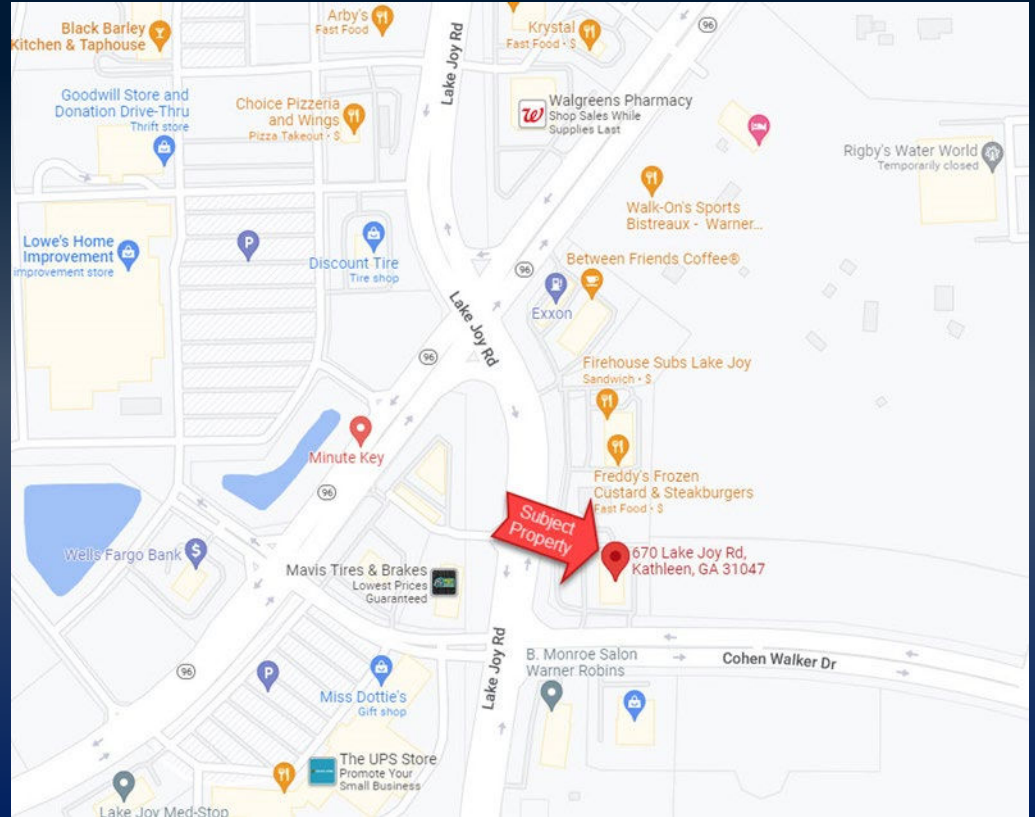 Black Barley
Kitchen & Taphouse
Arby's
Fast Food
Krystal
Fast Food · $
96
Lake Joy Rd
Goodwill Store and
Donation Drive-Thru
Thrift store
Choice Pizzeria
and Wings
Pizza Takeout · $
Walgreens Pharmacy
Shop Sales While
Supplies Last
Rigby's Water World
Temporarily closed
Walk-On's Sports
Bistreaux - Warner...
Lowe's Home
Improvement
improvement store
P
Discount Tire
Tire shop
Between Friends Coffee®
96
Exxon
Lake Joy Rd
96
Firehouse Subs Lake Joy
Sandwich · $
Minute Key
Freddy's Frozen
Custard & Steakburgers
Fast Food · $
96
Subject
Property
670 Lake Joy Rd,
Kathleen, GA 31047
Wells Fargo Bank
Mavis Tires & Brakes
Lowest Prices
Guaranteed
Lake Joy Rd
B. Monroe Salon
Warner Robins
Cohen Walker Dr
96
P
Miss Dottie's
Gift shop
The UPS Store
Promote Your
Small Business
Lake Joy Med-Stop